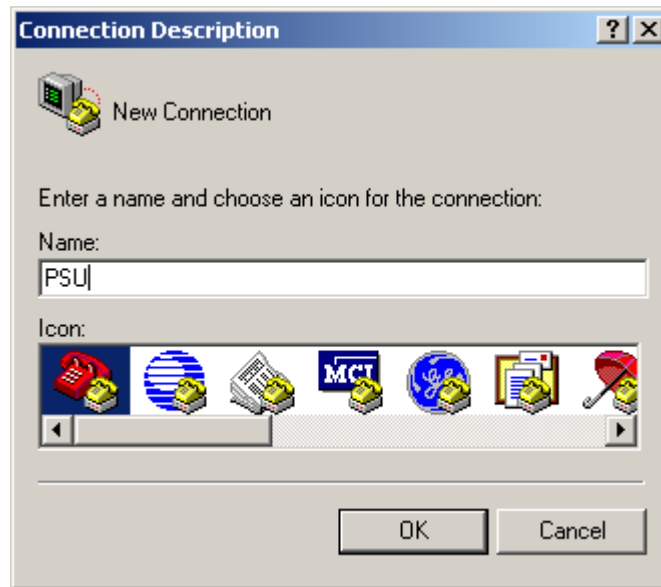 Connection Description
New Connection
Enter a name and choose an icon for the connection:
Name:
PSU
Icon:
MCI
OK Cancel